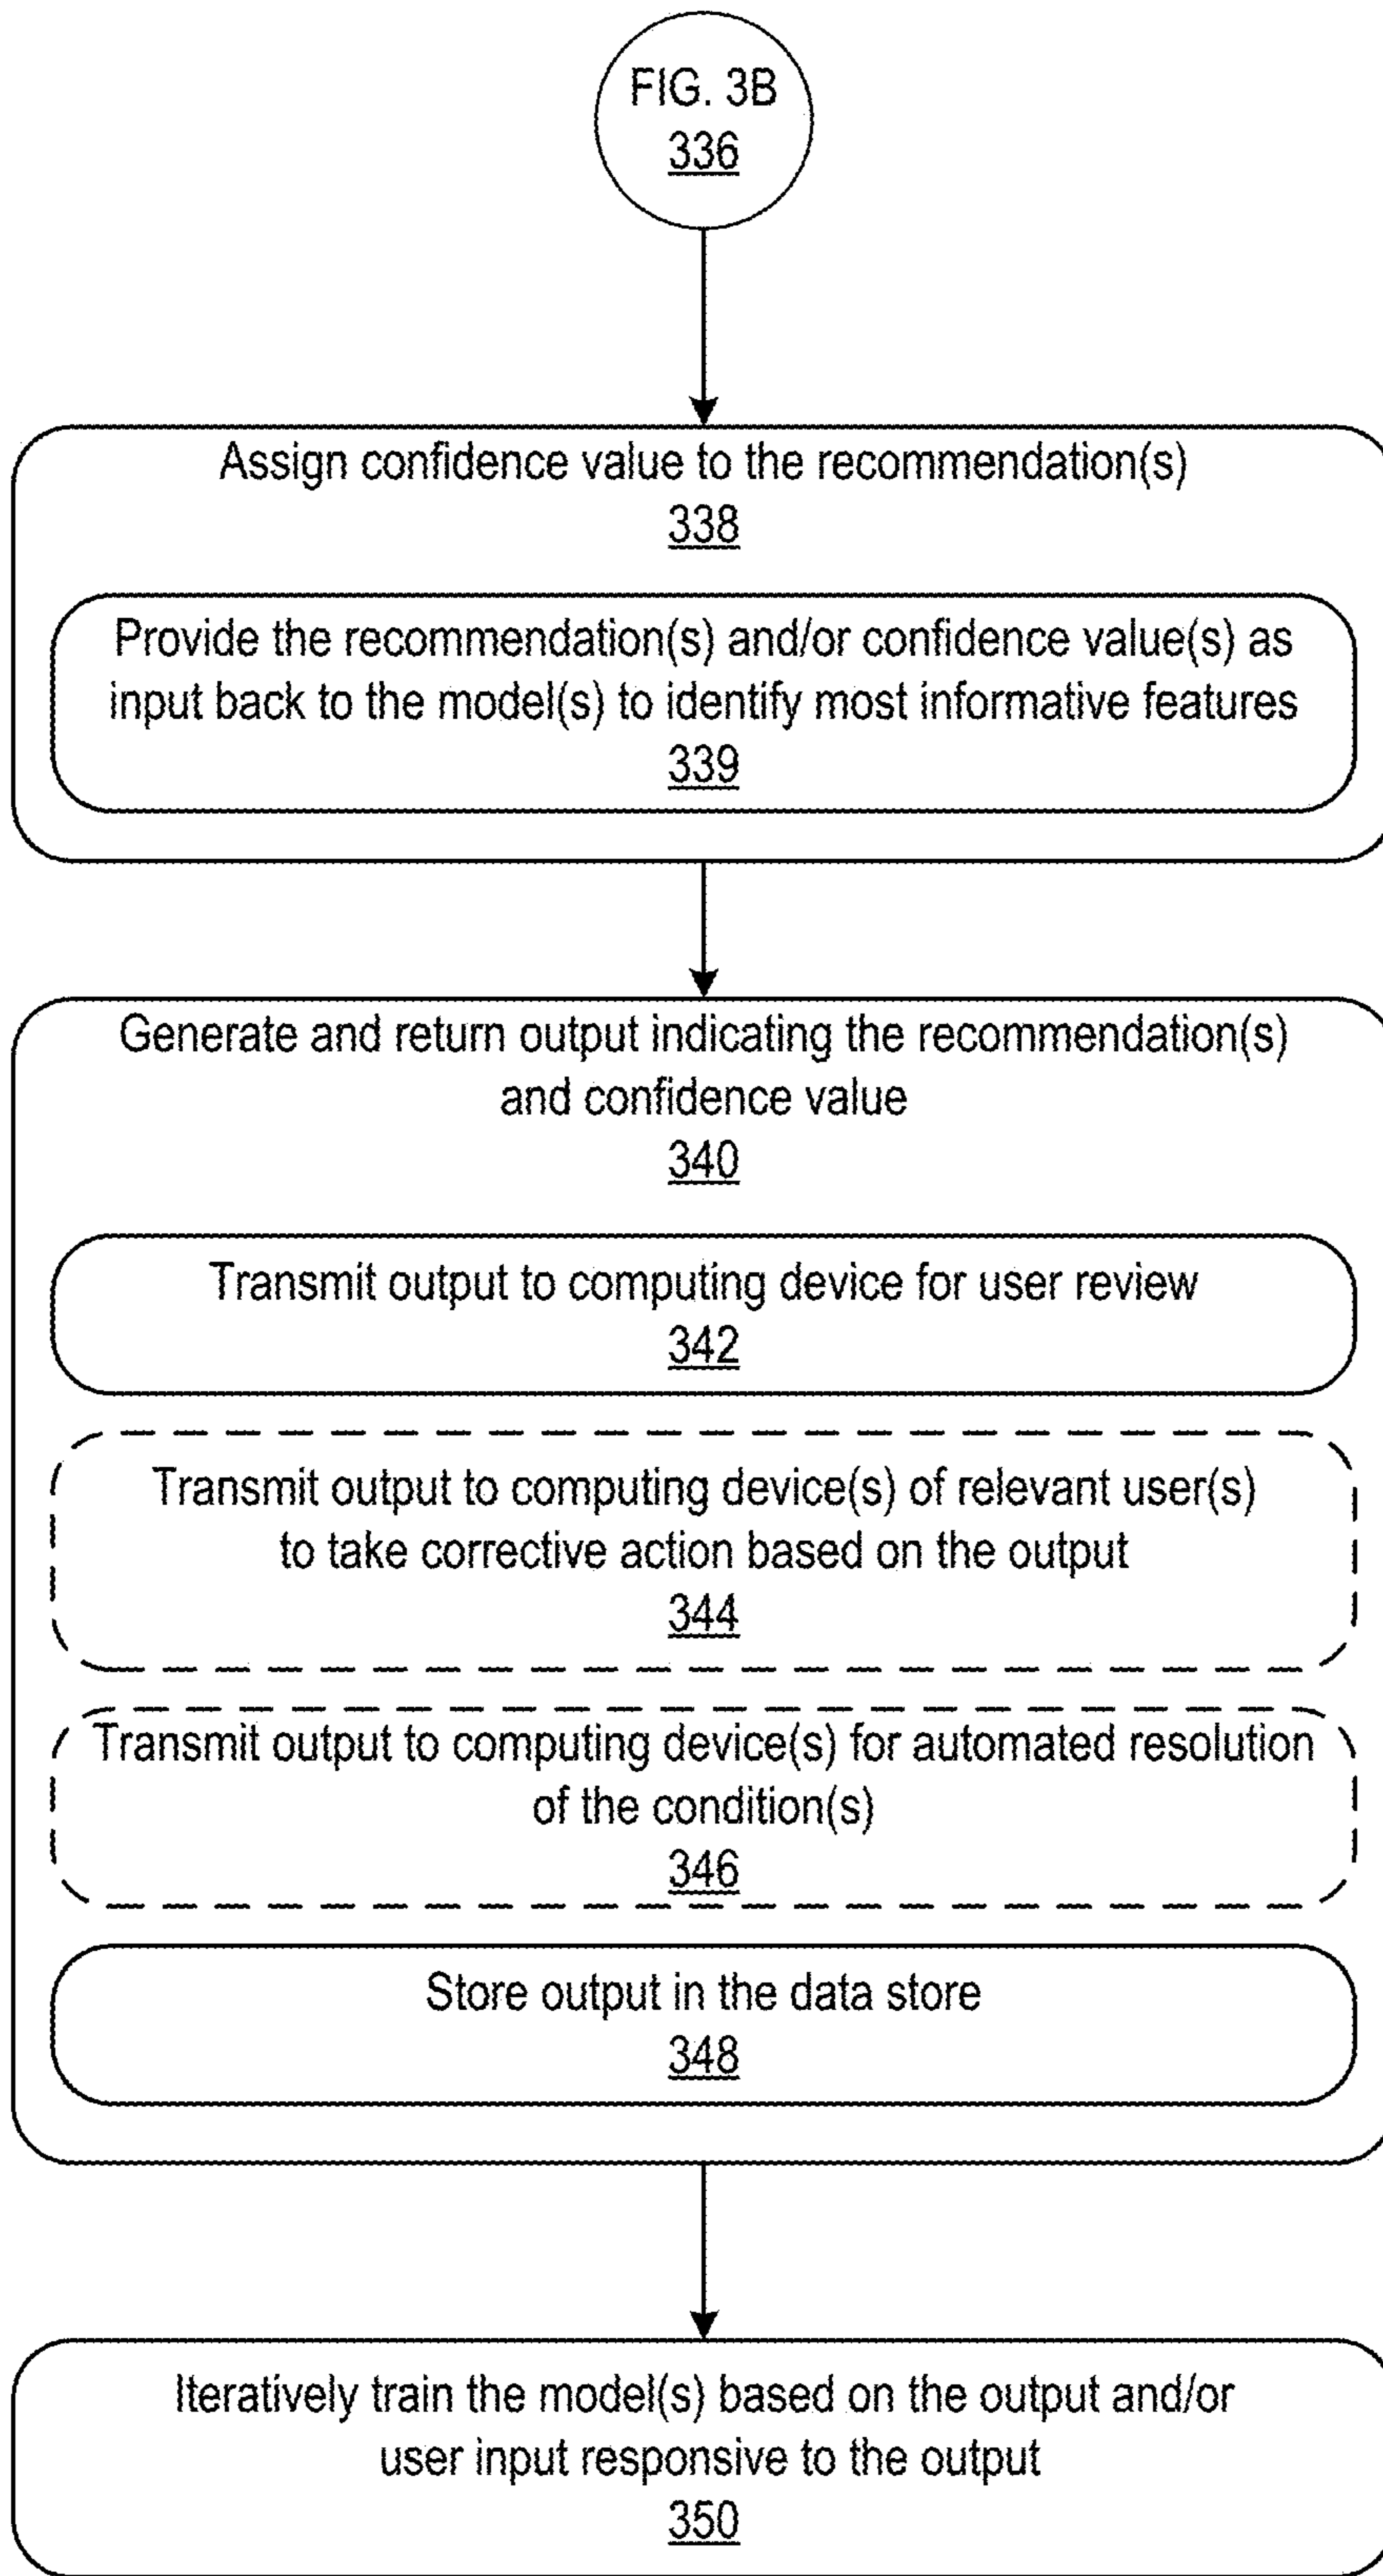 FIG. 3B
336
Assign confidence value to the recommendation(s)
338
Provide the recommendation(s) and/or confidence value(s) as
input back to the model(s) to identify most informative features
339
Generate and return output indicating the recommendation(s)
and confidence value
340
Transmit output to computing device for user review
342
Transmit output to computing device(s) of relevant user(s)
to take corrective action based on the output
344
Transmit output to computing device(s) for automated resolution
of the condition(s)
346
Store output in the data store
348
Iteratively train the model(s) based on the output and/or
user input responsive to the output
350